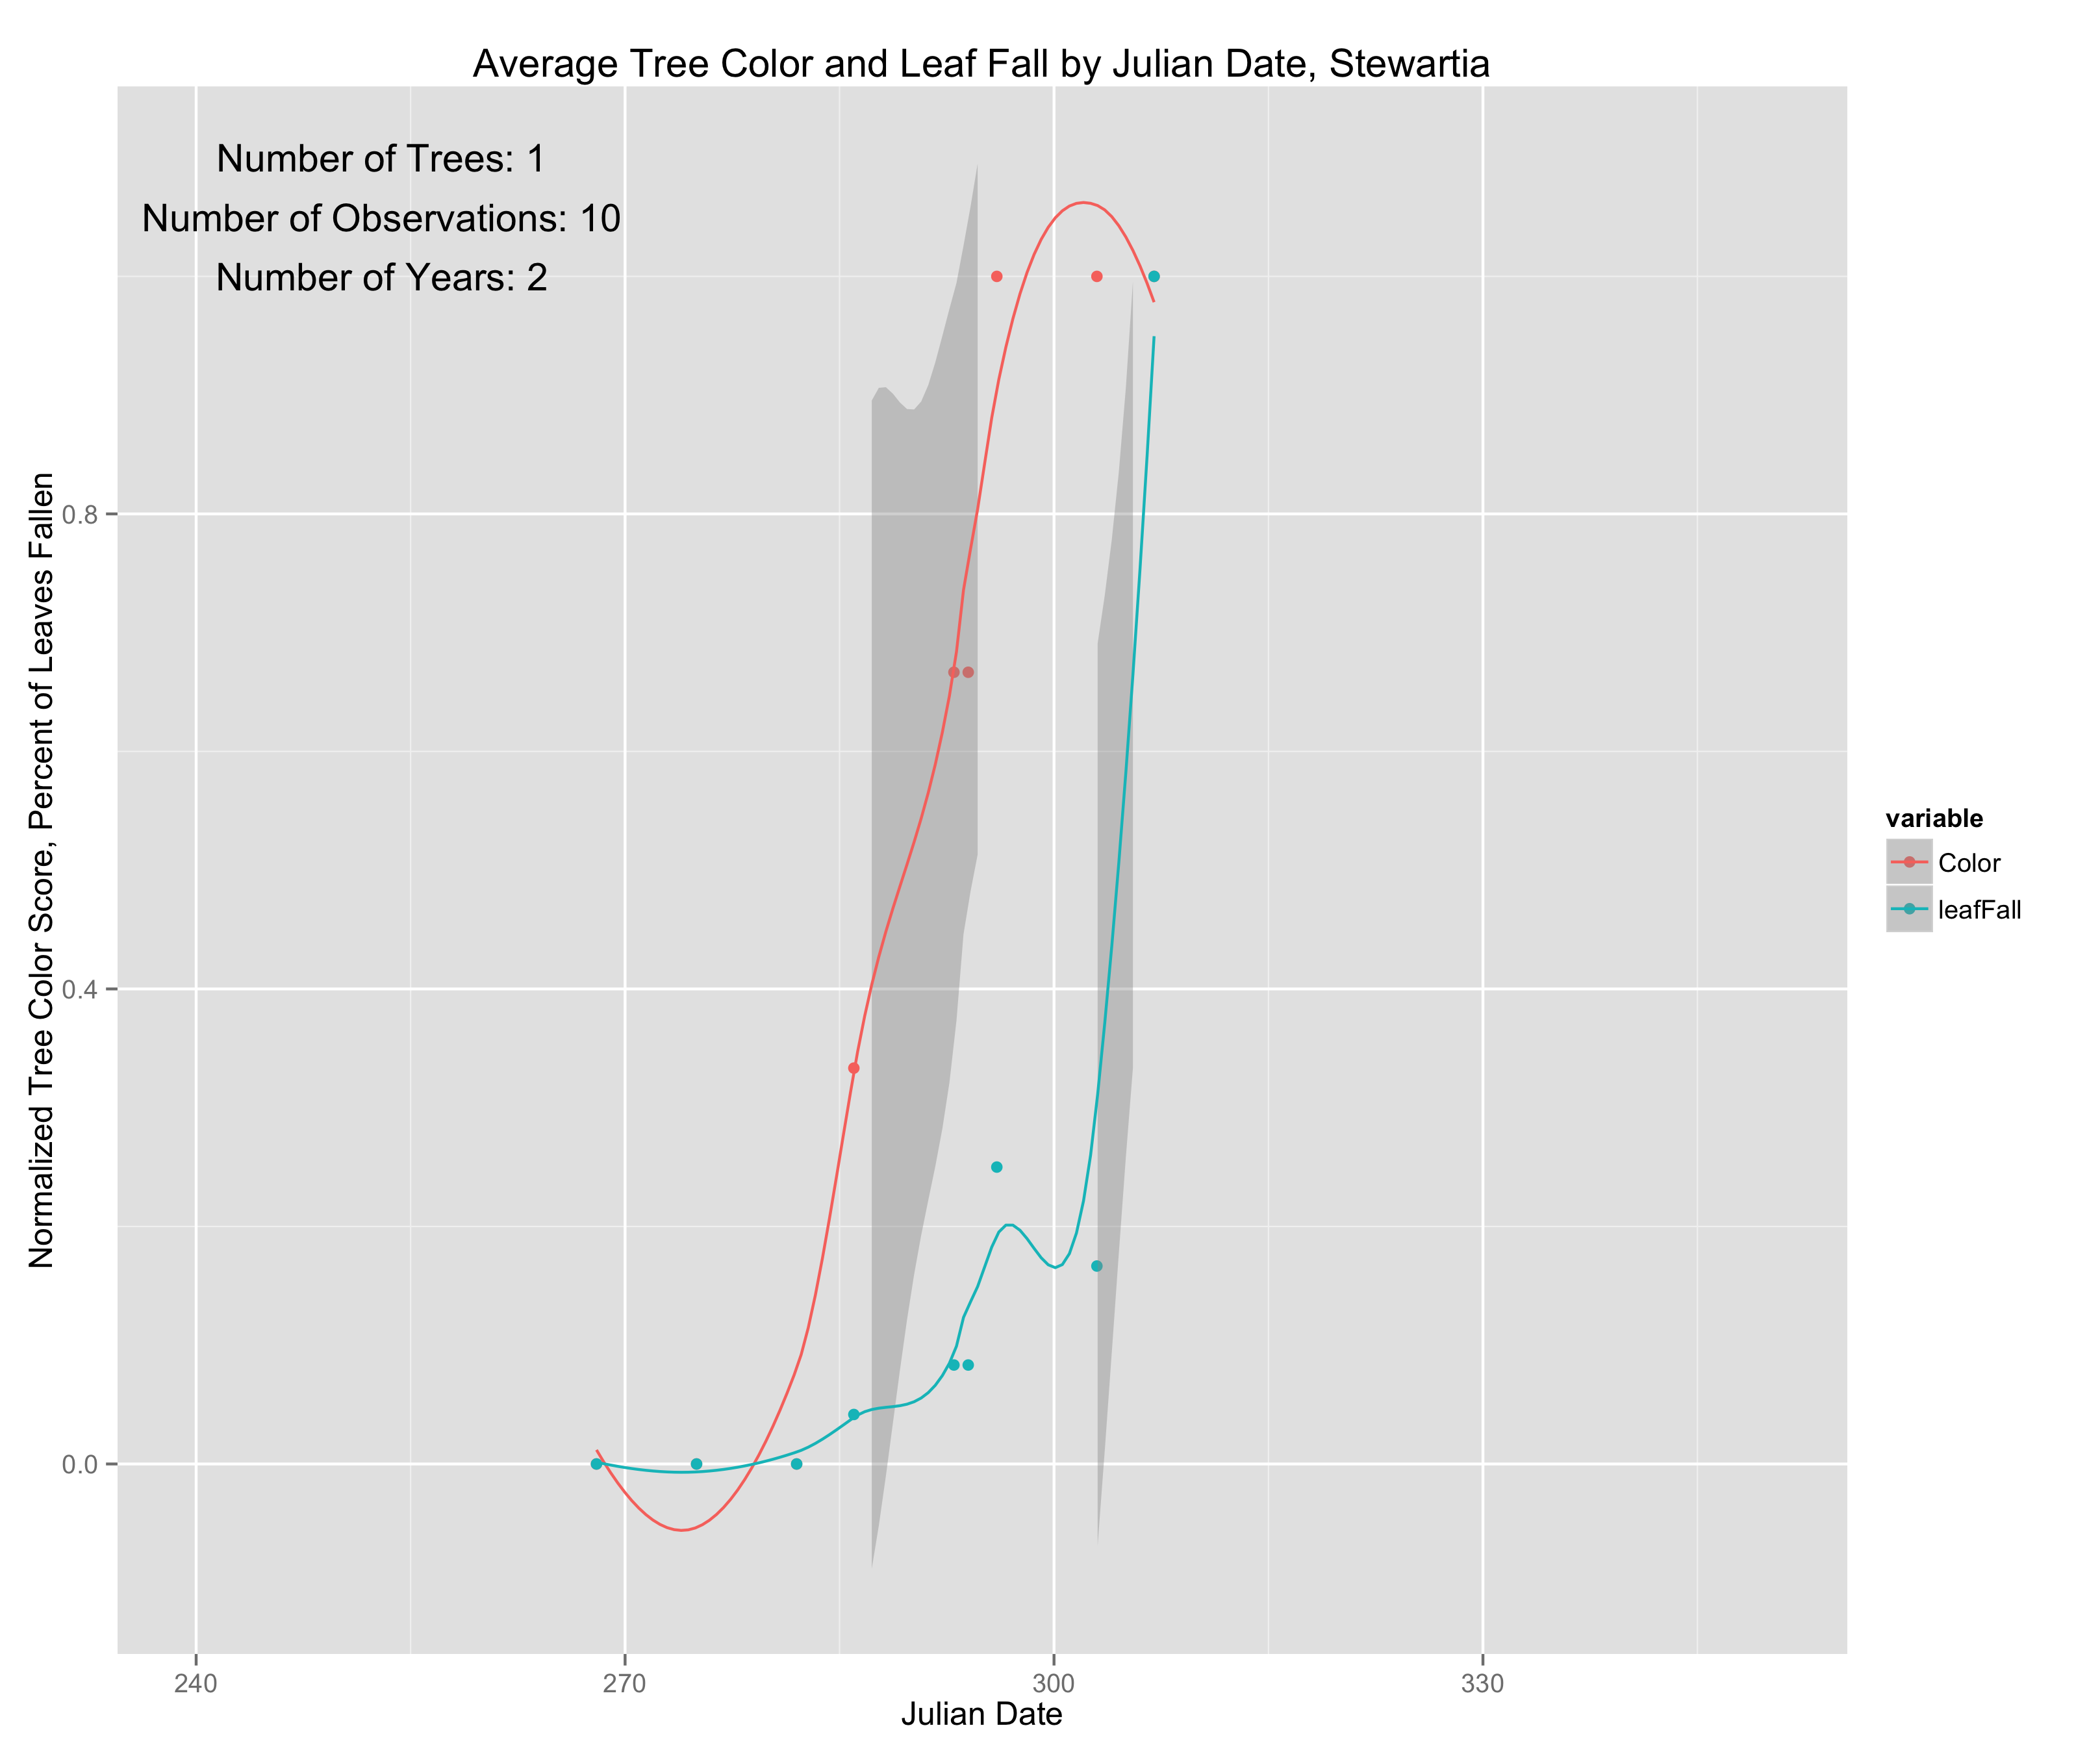 Average Tree Color and Leaf Fall by Julian Date, Stewartia
Number of Trees: 1
Number of Observations: 10
Number of Years: 2
Normalized Tree Color Score, Percent of Leaves Fallen
0.8
0.4
0.0
240
270
300
330
Julian Date
variable
Color
leafFall